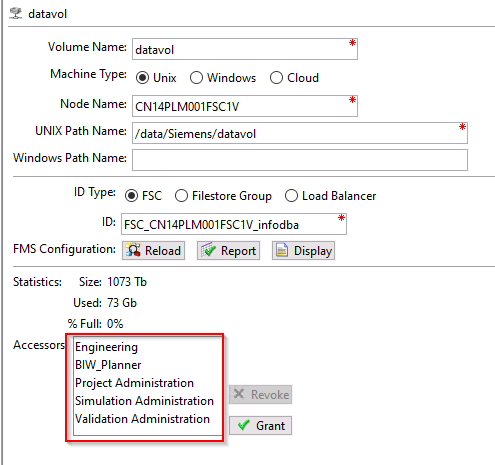 datavol
Volume Name: datavol *
Machine Type: Unix Windows Cloud
Node Name: CN14PLM001FSC1V *
UNIX Path Name: /data/Siemens/datavol *
Windows Path Name:
ID Type: FSC Filestore Group Load Balancer
ID: FSC_CN14PLM001FSC1V_infodba *
FMS Configuration: Reload Report Display
Statistics: Size: 1073 Tb
Used: 73 Gb
% Full: 0%
Accessors
Engineering
BIW_Planner
Project Administration
Simulation Administration
Validation Administration
Revoke
Grant